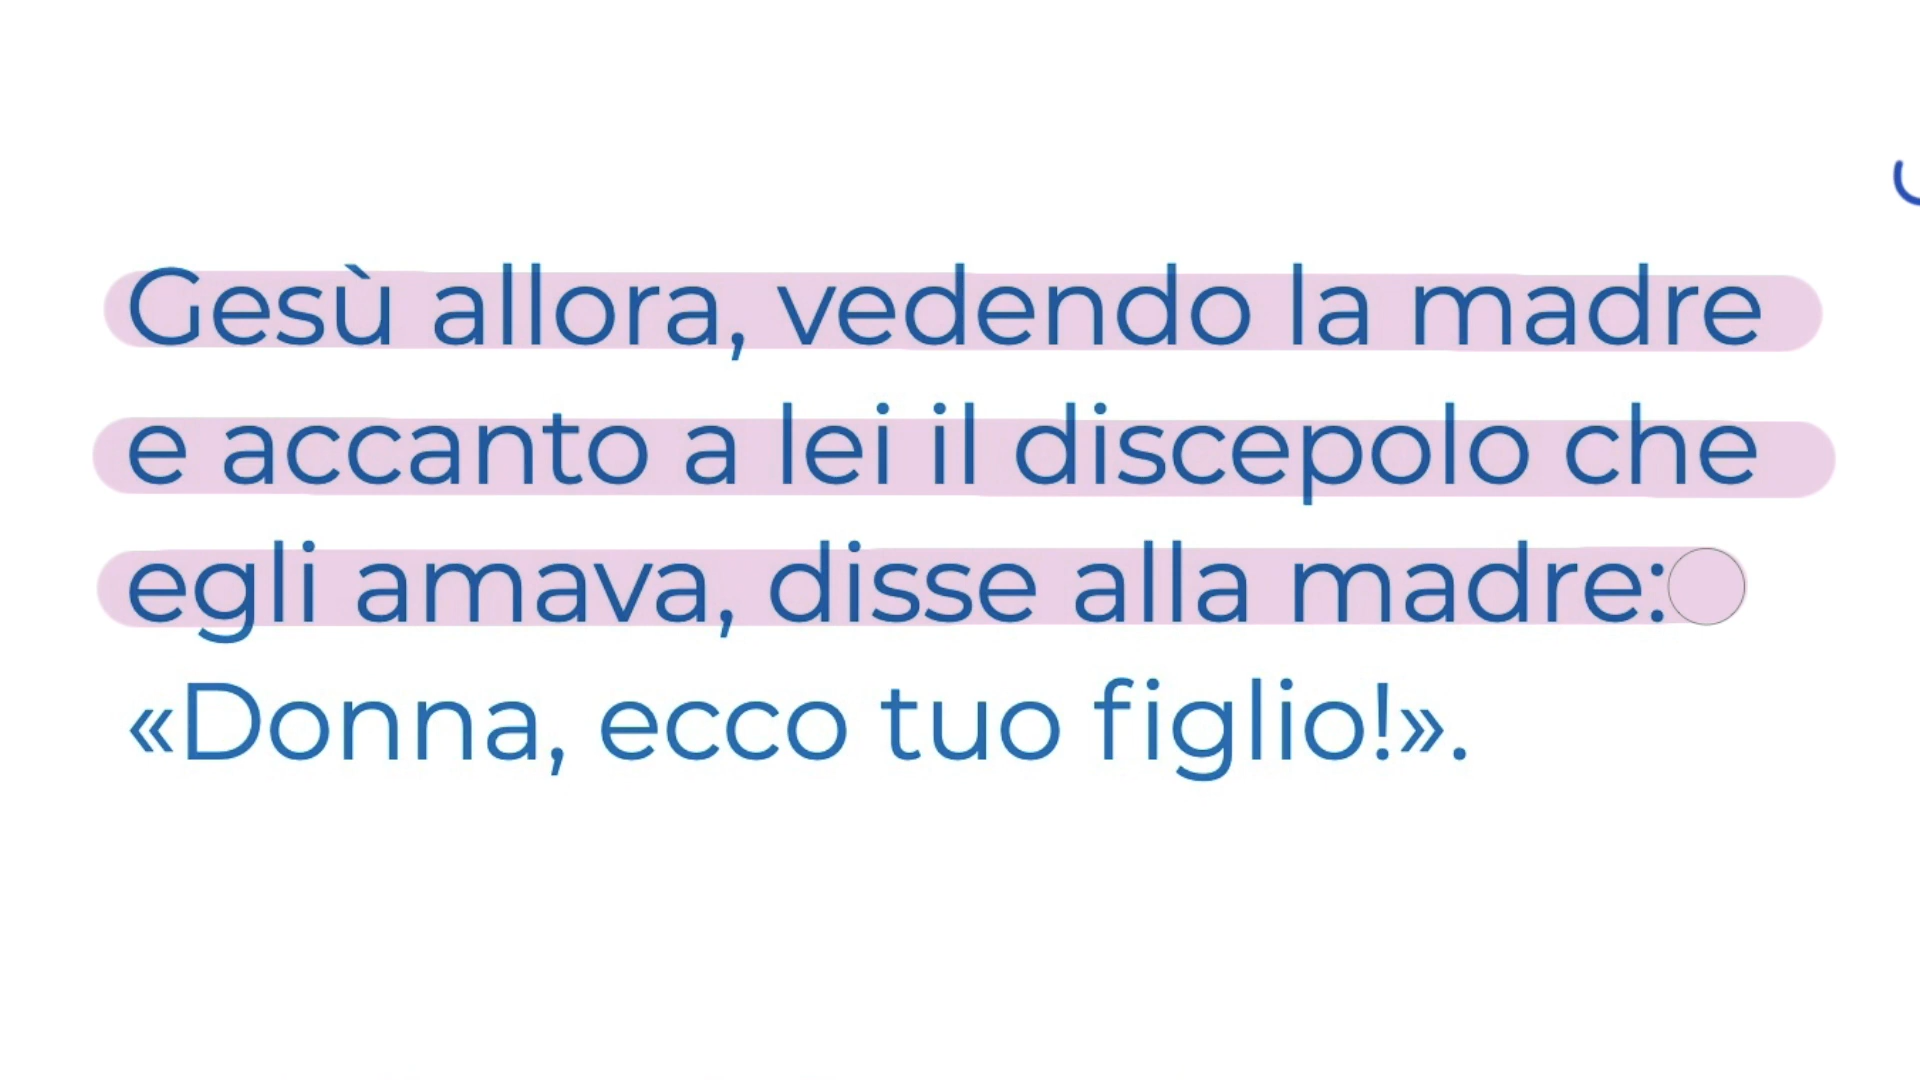 Gesù allora, vedendo la madre
e accanto a lei il discepolo che
egli amava, disse alla madre:
«Donna, ecco tuo figlio!».